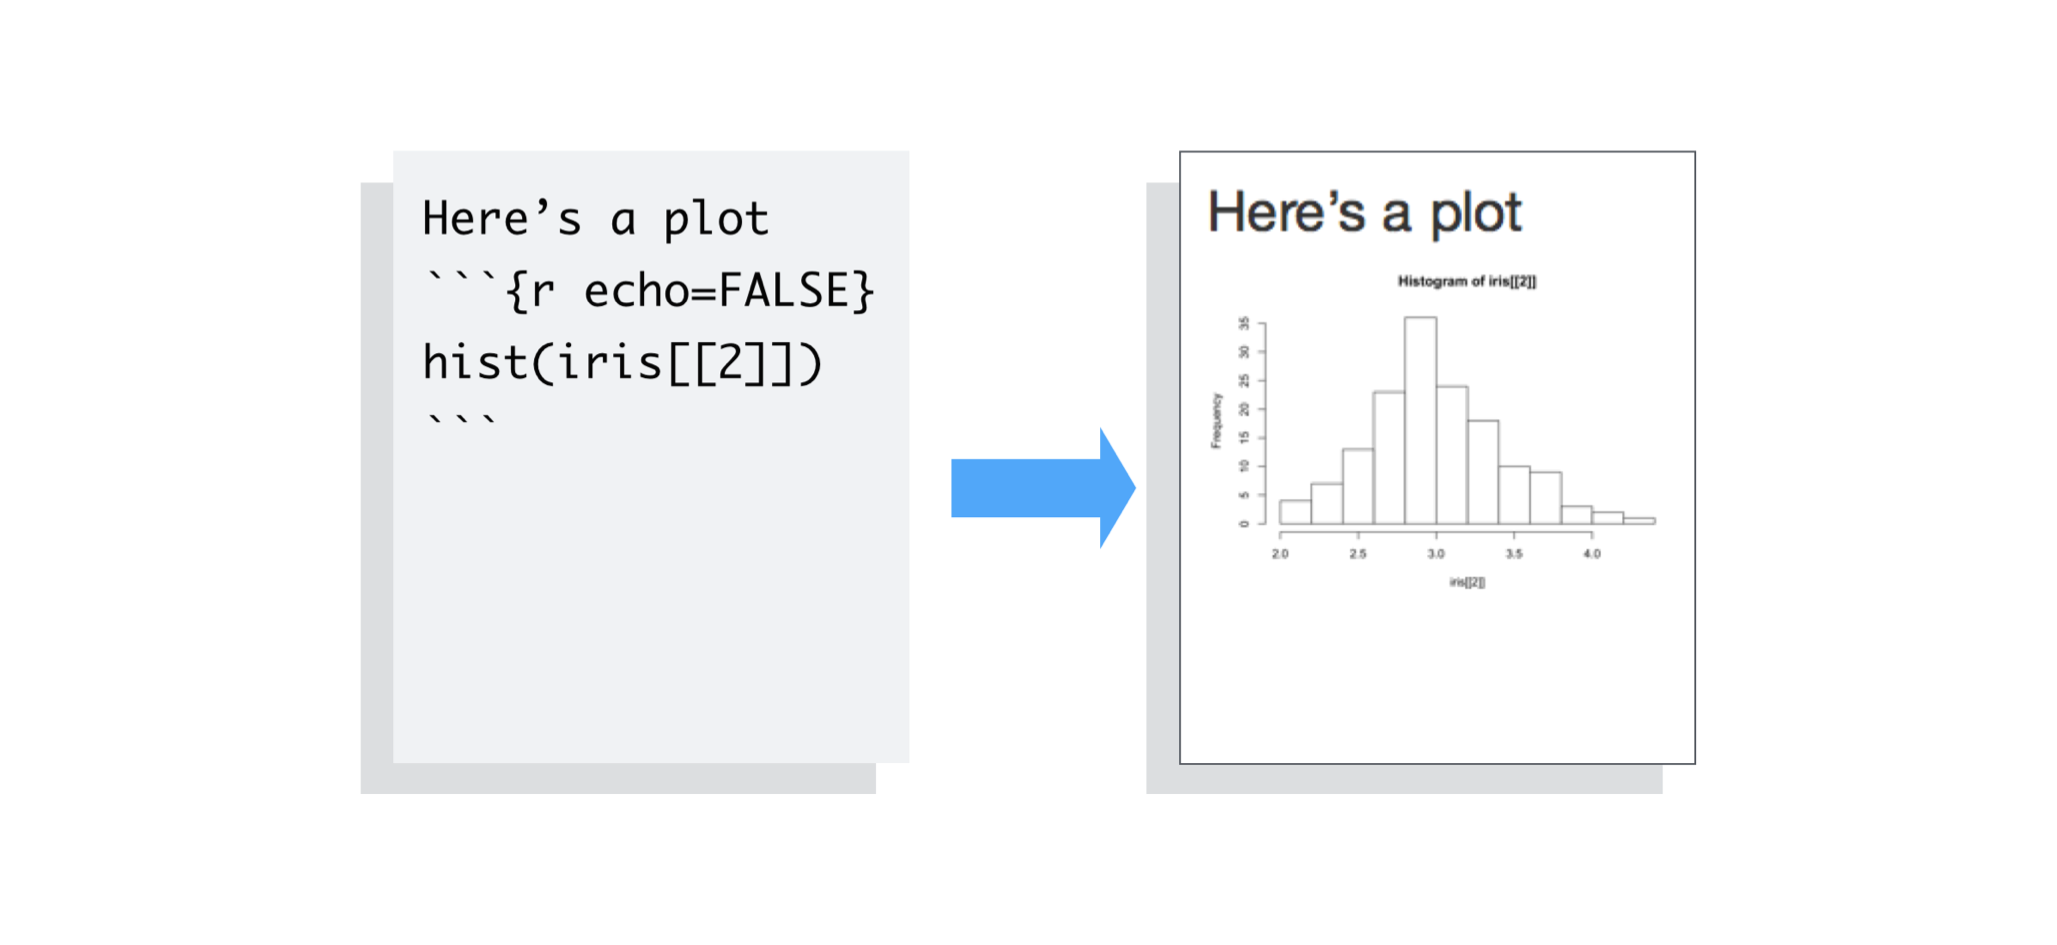 Here’s a plot
```{r echo=FALSE}
hist(iris[[2]])
```
Here’s a plot
Histogram of iris[[2]]
Frequency
35
30
25
20
15
10
5
0
2.0 2.5 3.0 3.5 4.0
iris[[2]]